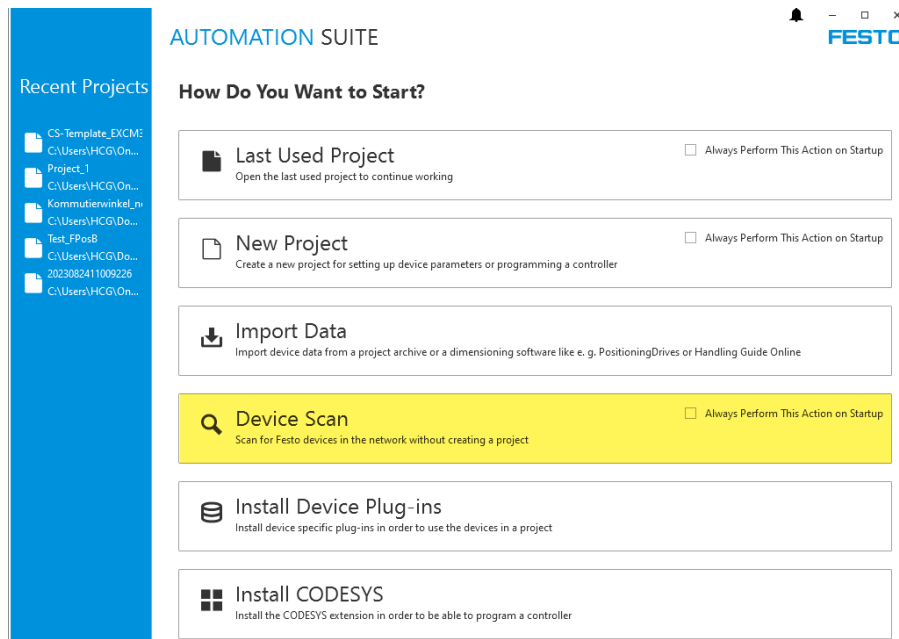 AUTOMATION SUITE
FESTO
Recent Projects
CS-Template_EXCM3
C:\Users\HCG\On...
Project_1
C:\Users\HCG\On...
Kommutierwinkel_n
C:\Users\HCG\Do...
Test_FPosB
C:\Users\HCG\Do...
2023082411009226
C:\Users\HCG\On...
How Do You Want to Start?
Last Used Project
Always Perform This Action on Startup
Open the last used project to continue working
New Project
Always Perform This Action on Startup
Create a new project for setting up device parameters or programming a controller
Import Data
Import device data from a project archive or a dimensioning software like e. g. PositioningDrives or Handling Guide Online
Device Scan
Always Perform This Action on Startup
Scan for Festo devices in the network without creating a project
Install Device Plug-ins
Install device specific plug-ins in order to use the devices in a project
Install CODESYS
Install the CODESYS extension in order to be able to program a controller